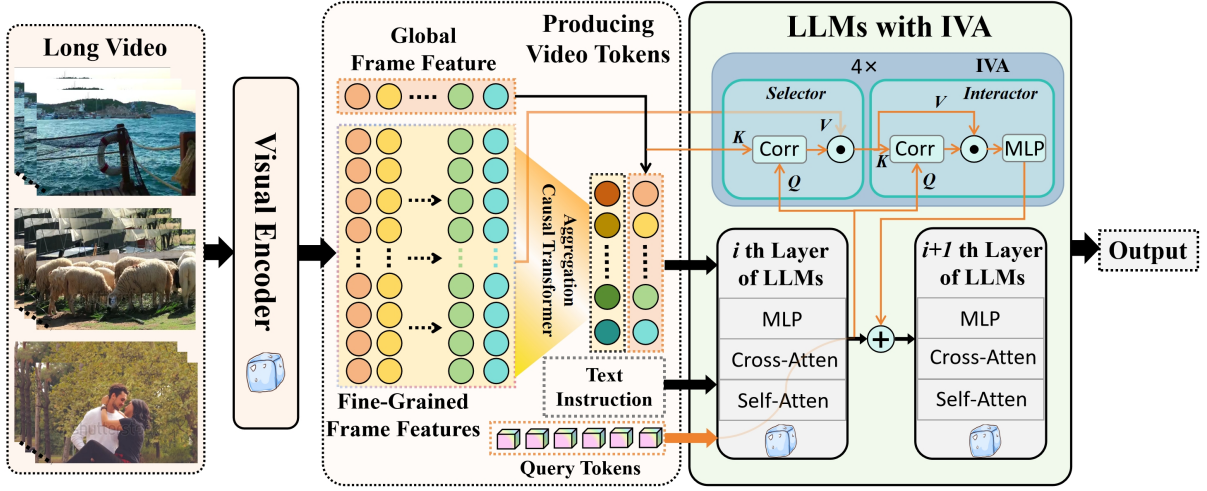 Long Video
Visual Encoder
Global
Frame Feature
Producing
Video Tokens
Aggregation
Causal Transformer
Fine-Grained
Frame Features
Text
Instruction
Query Tokens
LLMs with IVA
4×
IVA
Selector
Interactor
K
Corr
V
Q
K
Corr
V
Q
MLP
i th Layer
of LLMs
MLP
Cross-Atten
Self-Atten
i+1 th Layer
of LLMs
MLP
Cross-Atten
Self-Atten
Output